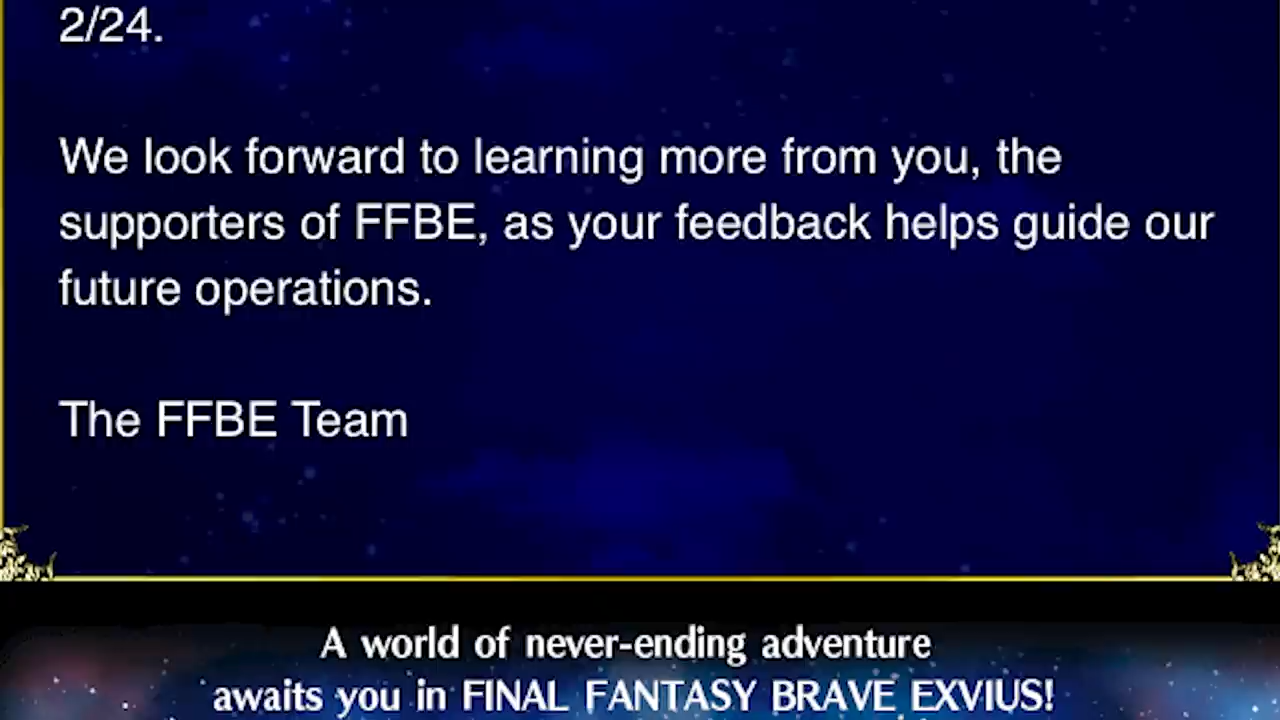 2/24.
We look forward to learning more from you, the
supporters of FFBE, as your feedback helps guide our
future operations.
The FFBE Team
A world of never-ending adventure
awaits you in FINAL FANTASY BRAVE EXVIUS!